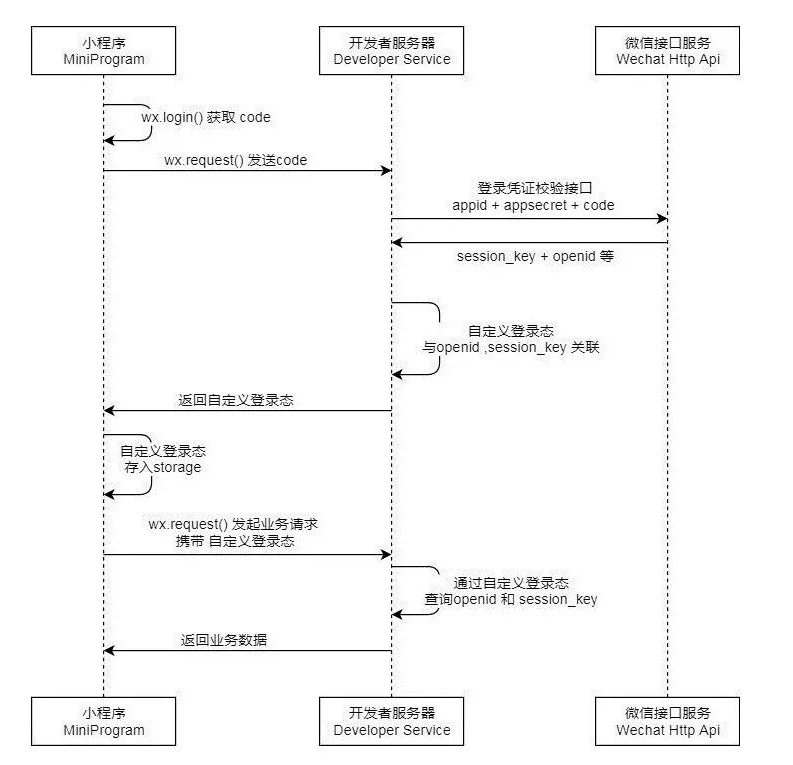 小程序
MiniProgram
开发者服务器
Developer Service
微信接口服务
Wechat Http Api
wx.login() 获取 code
wx.request() 发送code
登录凭证校验接口
appid + appsecret + code
session_key + openid 等
自定义登录态
与openid ,session_key 关联
返回自定义登录态
自定义登录态
存入storage
wx.request() 发起业务请求
携带 自定义登录态
通过自定义登录态
查询openid 和 session_key
返回业务数据
小程序
MiniProgram
开发者服务器
Developer Service
微信接口服务
Wechat Http Api